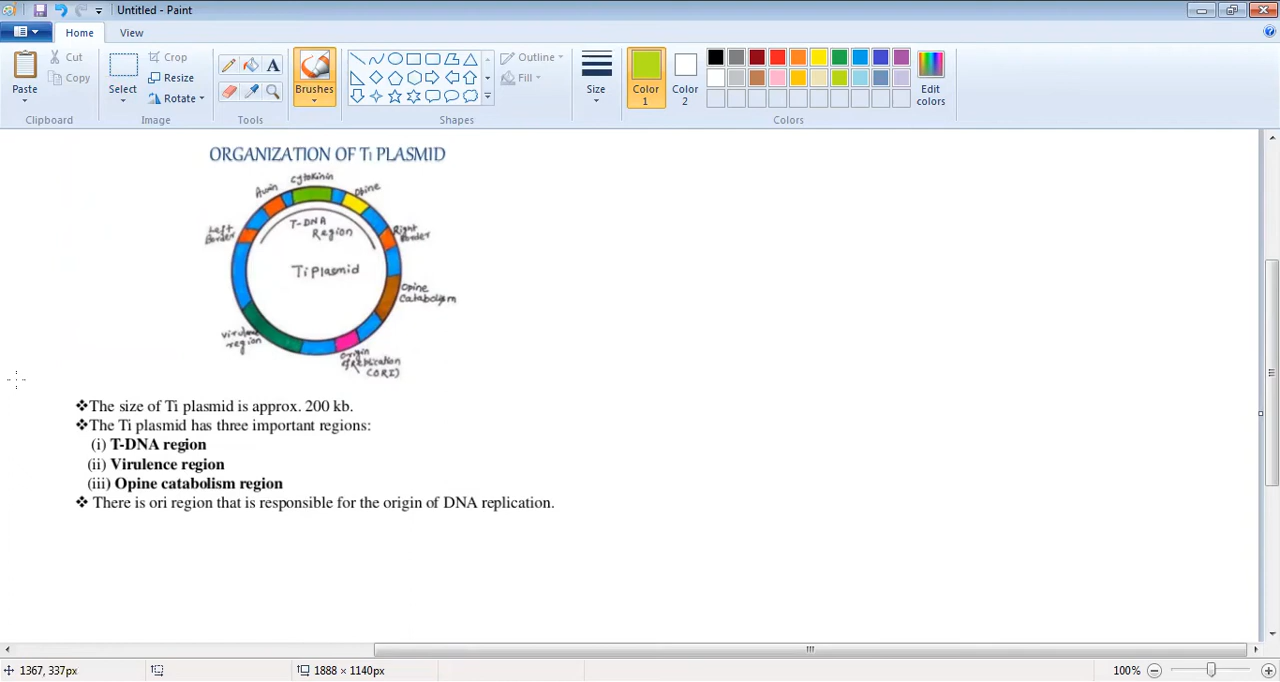 Untitled - Paint
Home
View
Paste
Cut
Copy
Clipboard
Select
Crop
Resize
Rotate
Image
A
Tools
Brushes
Outline
Fill
Shapes
Size
Color 1
Color 2
Edit colors
Colors
ORGANIZATION OF Ti PLASMID
Cytokinin
Auxin
Opine
Left Border
T-DNA Region
Right Border
Ti Plasmid
Opine Catabolism
Virulence region
Origin of Replication (ORI)
❖The size of Ti plasmid is approx. 200 kb.
❖The Ti plasmid has three important regions:
(i) T-DNA region
(ii) Virulence region
(iii) Opine catabolism region
❖ There is ori region that is responsible for the origin of DNA replication.
1367, 337px
1888 × 1140px
100%